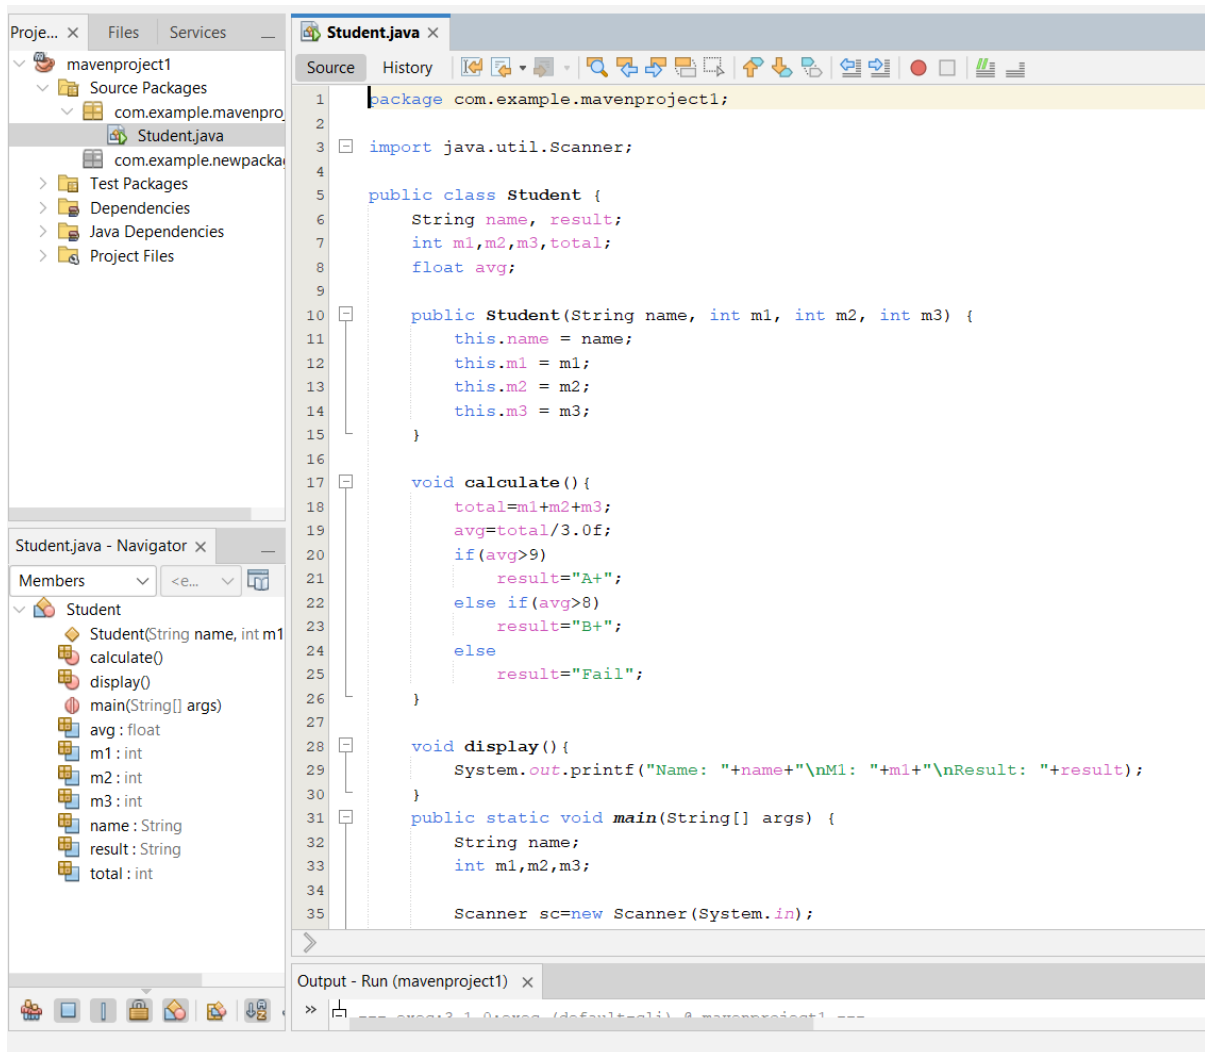 Proje... × Files Services
mavenproject1
Source Packages
com.example.mavenproj
Student.java
com.example.newpacka
Test Packages
Dependencies
Java Dependencies
Project Files
Student.java - Navigator ×
Members <e...
Student
Student(String name, int m1
calculate()
display()
main(String[] args)
avg : float
m1 : int
m2 : int
m3 : int
name : String
result : String
total : int
Student.java ×
Source History
1 package com.example.mavenproject1;
2
3 import java.util.Scanner;
4
5 public class Student {
6 String name, result;
7 int m1,m2,m3,total;
8 float avg;
9
10 public Student(String name, int m1, int m2, int m3) {
11 this.name = name;
12 this.m1 = m1;
13 this.m2 = m2;
14 this.m3 = m3;
15 }
16
17 void calculate(){
18 total=m1+m2+m3;
19 avg=total/3.0f;
20 if(avg>9)
21 result="A+";
22 else if(avg>8)
23 result="B+";
24 else
25 result="Fail";
26 }
27
28 void display(){
29 System.out.printf("Name: "+name+"\nM1: "+m1+"\nResult: "+result);
30 }
31 public static void main(String[] args) {
32 String name;
33 int m1,m2,m3;
34
35 Scanner sc=new Scanner(System.in);
Output - Run (mavenproject1) ×
--- exec:3.1.0:exec (default-cli) @ mavenproject1 ---